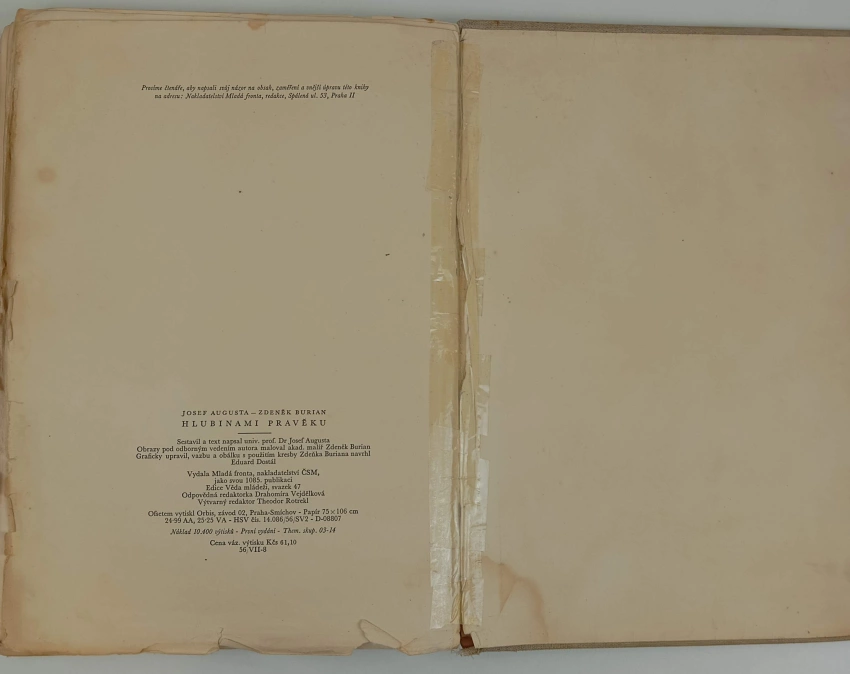 Prosíme čtenáře, aby napsali svůj názor na obsah, zaměření a vnější úpravu této knihy
na adresu: Nakladatelství Mladá fronta, redakce, Spálená ul. 53, Praha II
JOSEF AUGUSTA – ZDENĚK BURIAN
HLUBINAMI PRAVĚKU
Sestavil a text napsal univ. prof. Dr Josef Augusta
Obrazy pod odborným vedením autora maloval akad. malíř Zdeněk Burian
Graficky upravil, vazbu a obálku s použitím kresby Zdeňka Buriana navrhl
Eduard Dostál
Vydala Mladá fronta, nakladatelství ČSM,
jako svou 1085. publikaci
Edice Věda mládeži, svazek 47
Odpovědná redaktorka Drahomíra Vejdělková
Výtvarný redaktor Theodor Rotrekl
Ofsetem vytiskl Orbis, závod 02, Praha-Smíchov - Papír 75 × 106 cm
24·99 AA, 25·25 VA - HSV čís. 14.086/56/SV2 - D-08807
Náklad 10.400 výtisků - První vydání - Them. skup. 03-14
Cena váz. výtisku Kčs 61,10
56/VII-8